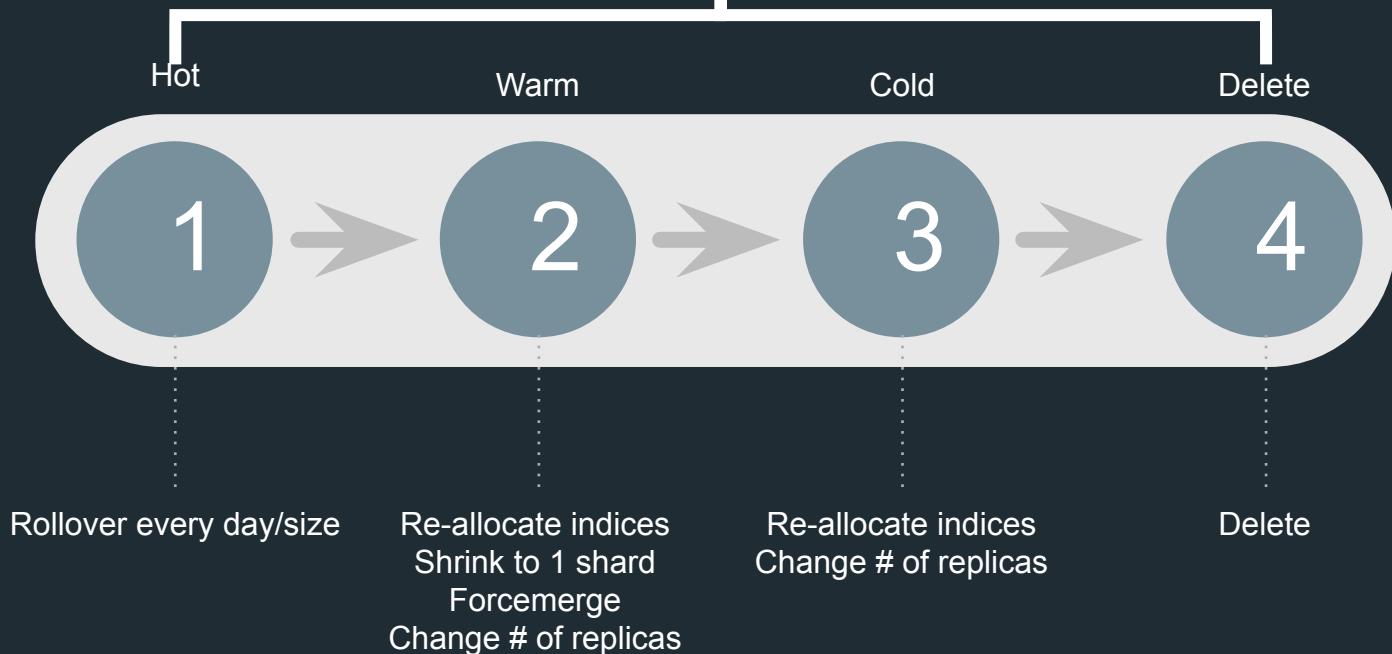 Hot
Warm
Cold
Delete
1
2
3
4
Rollover every day/size
Re-allocate indices
Shrink to 1 shard
Forcemerge
Change # of replicas
Re-allocate indices
Change # of replicas
Delete